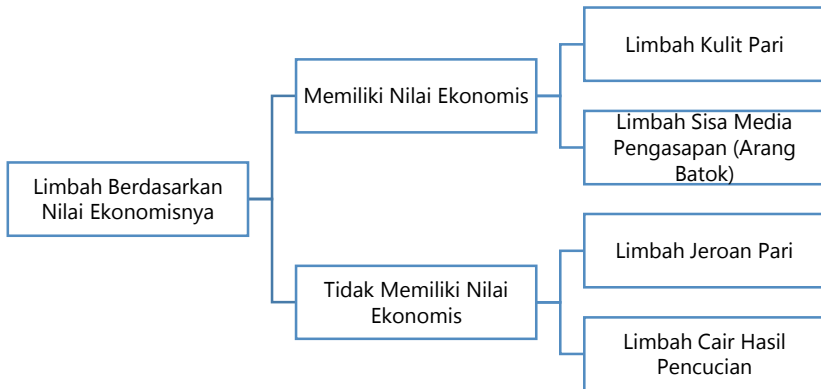 Limbah Berdasarkan
Nilai Ekonomisnya
Memiliki Nilai Ekonomis
Limbah Kulit Pari
Limbah Sisa Media
Pengasapan (Arang
Batok)
Tidak Memiliki Nilai
Ekonomis
Limbah Jeroan Pari
Limbah Cair Hasil
Pencucian